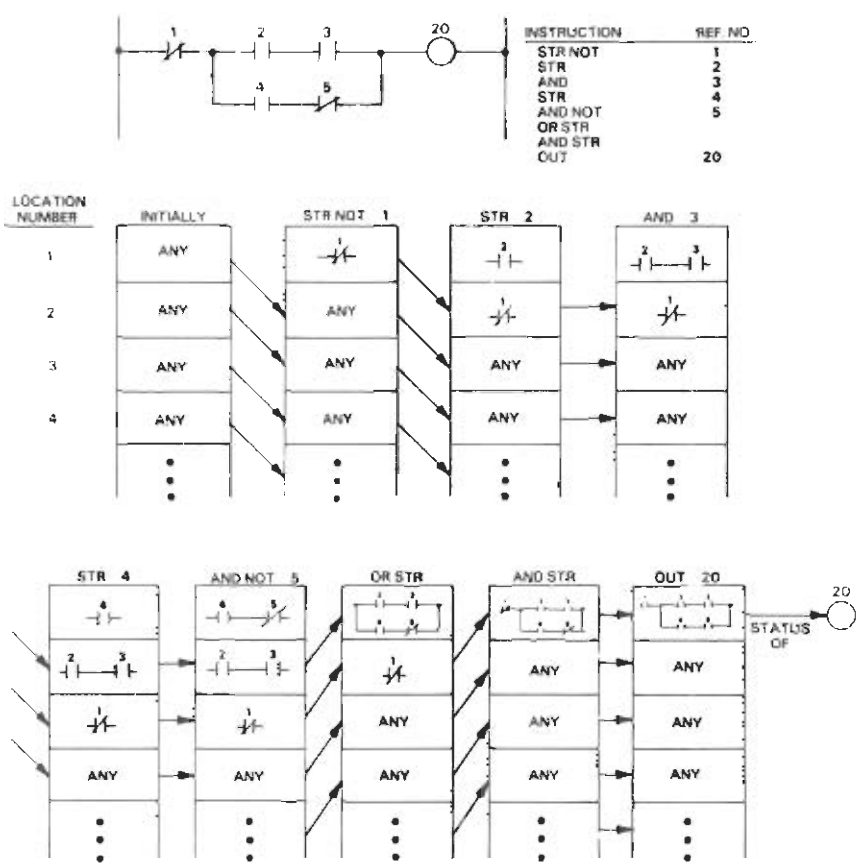 1 2 3 20
4 5
INSTRUCTION REF. NO
STR NOT 1
STR 2
AND 3
STR 4
AND NOT 5
OR STR
AND STR
OUT 20
LOCATION
NUMBER INITIALLY STR NOT 1 STR 2 AND 3
1 ANY 1 2 2 3
2 ANY ANY 1 1
3 ANY ANY ANY ANY
4 ANY ANY ANY ANY
STR 4 AND NOT 5 OR STR AND STR OUT 20
4 4 5 20
STATUS
OF
2 3 2 3 1 ANY ANY
1 1 ANY ANY ANY
ANY ANY ANY ANY ANY